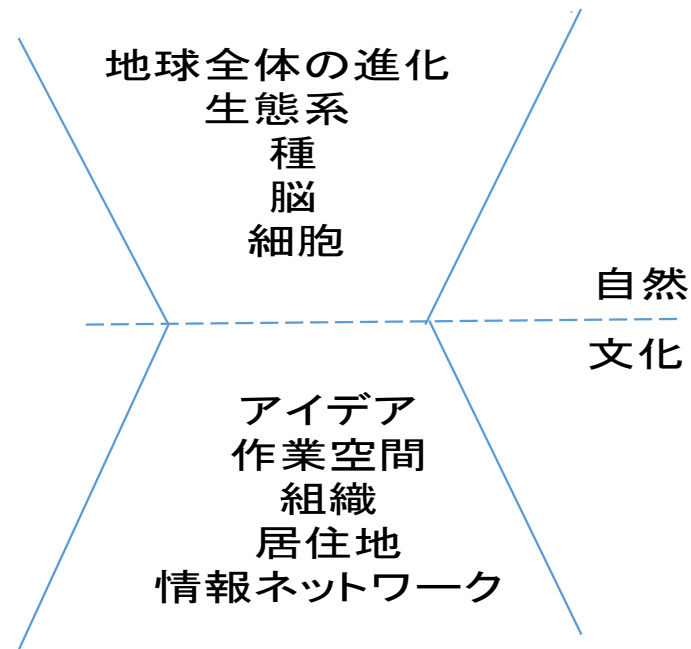 地球全体の進化
生態系
種
脳
細胞
自然
文化
アイデア
作業空間
組織
居住地
情報ネットワーク